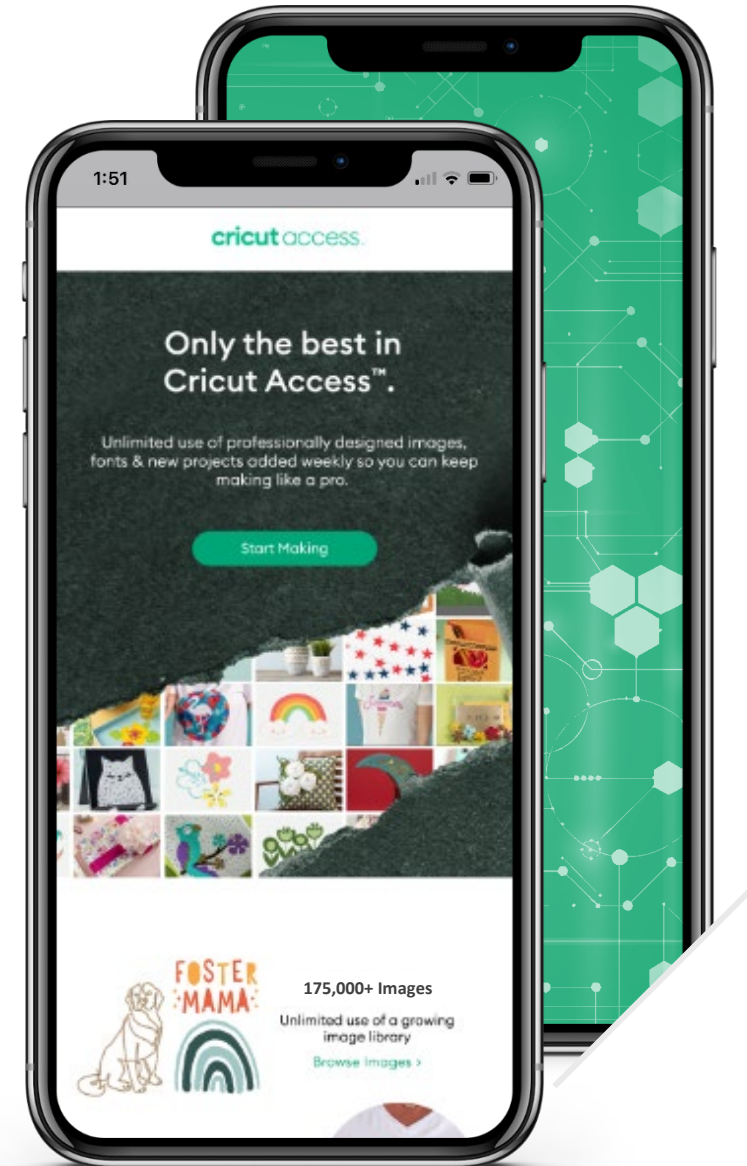 1:51
cricut access.
Only the best in
Cricut Access™.
Unlimited use of professionally designed images,
fonts & new projects added weekly so you can keep
making like a pro.
Start Making
FOSTER
MAMA
175,000+ Images
Unlimited use of a growing
image library
Browse Images >